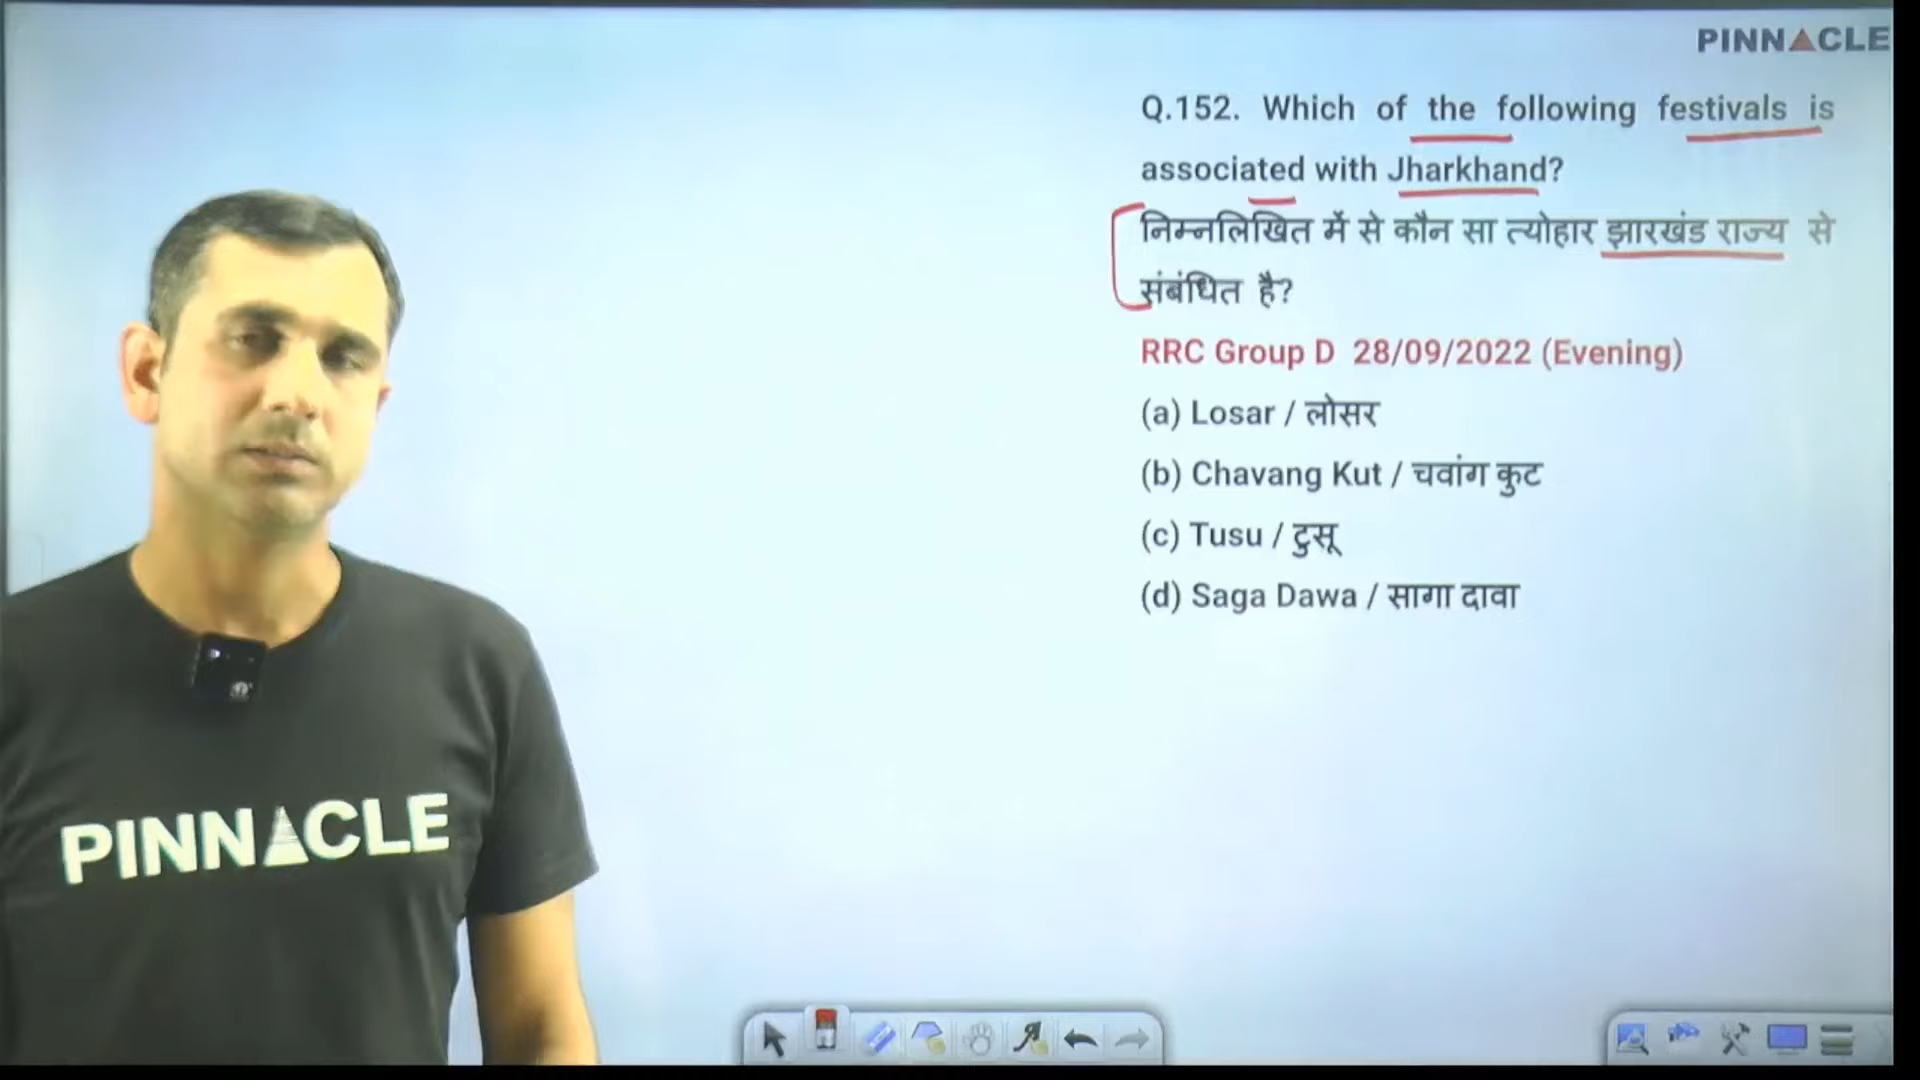 PINNACLE
Q.152. Which of the following festivals is
associated with Jharkhand?
निम्नलिखित में से कौन सा त्योहार झारखंड राज्य से
संबंधित है?
RRC Group D 28/09/2022 (Evening)
(a) Losar / लोसर
(b) Chavang Kut / चवांग कुट
(c) Tusu / टुसू
(d) Saga Dawa / सागा दावा
PINNACLE